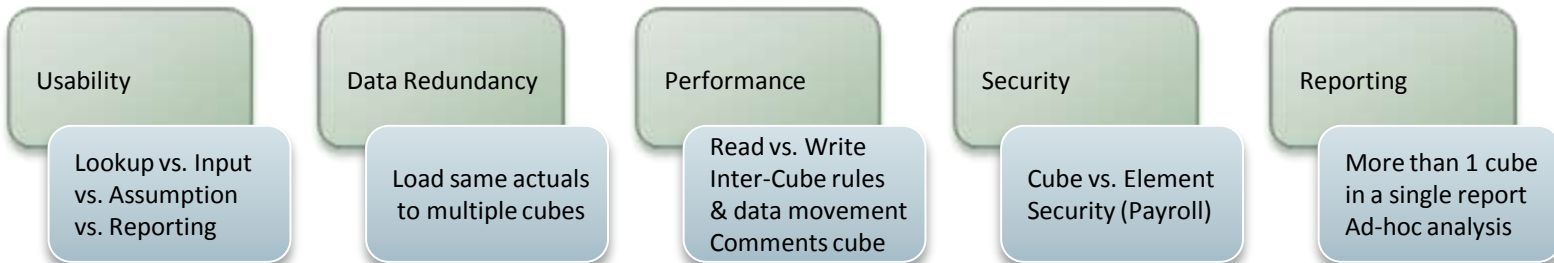 Usability
Lookup vs. Input
vs. Assumption
vs. Reporting
Data Redundancy
Load same actuals
to multiple cubes
Performance
Read vs. Write
Inter-Cube rules
& data movement
Comments cube
Security
Cube vs. Element
Security (Payroll)
Reporting
More than 1 cube
in a single report
Ad-hoc analysis